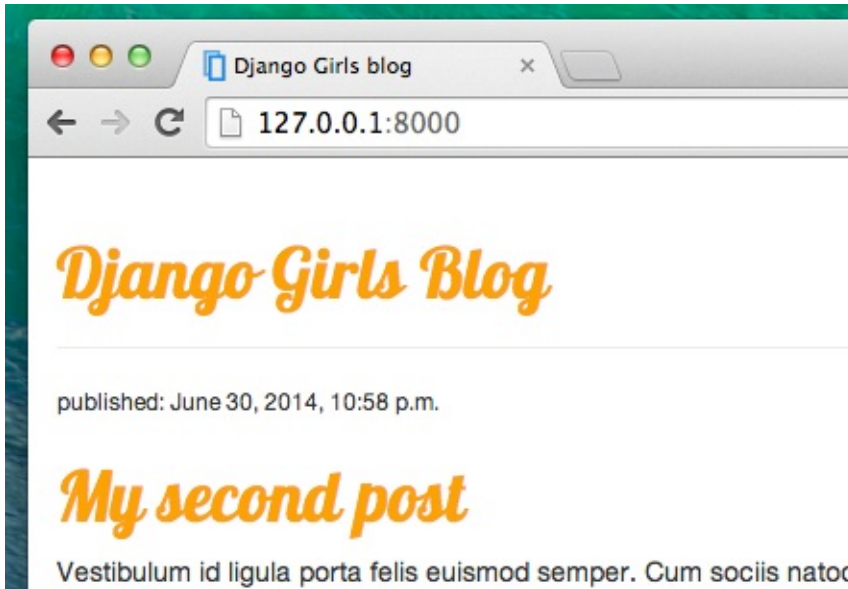 Django Girls blog
127.0.0.1:8000
Django Girls Blog
published: June 30, 2014, 10:58 p.m.
My second post
Vestibulum id ligula porta felis euismod semper. Cum sociis natoc